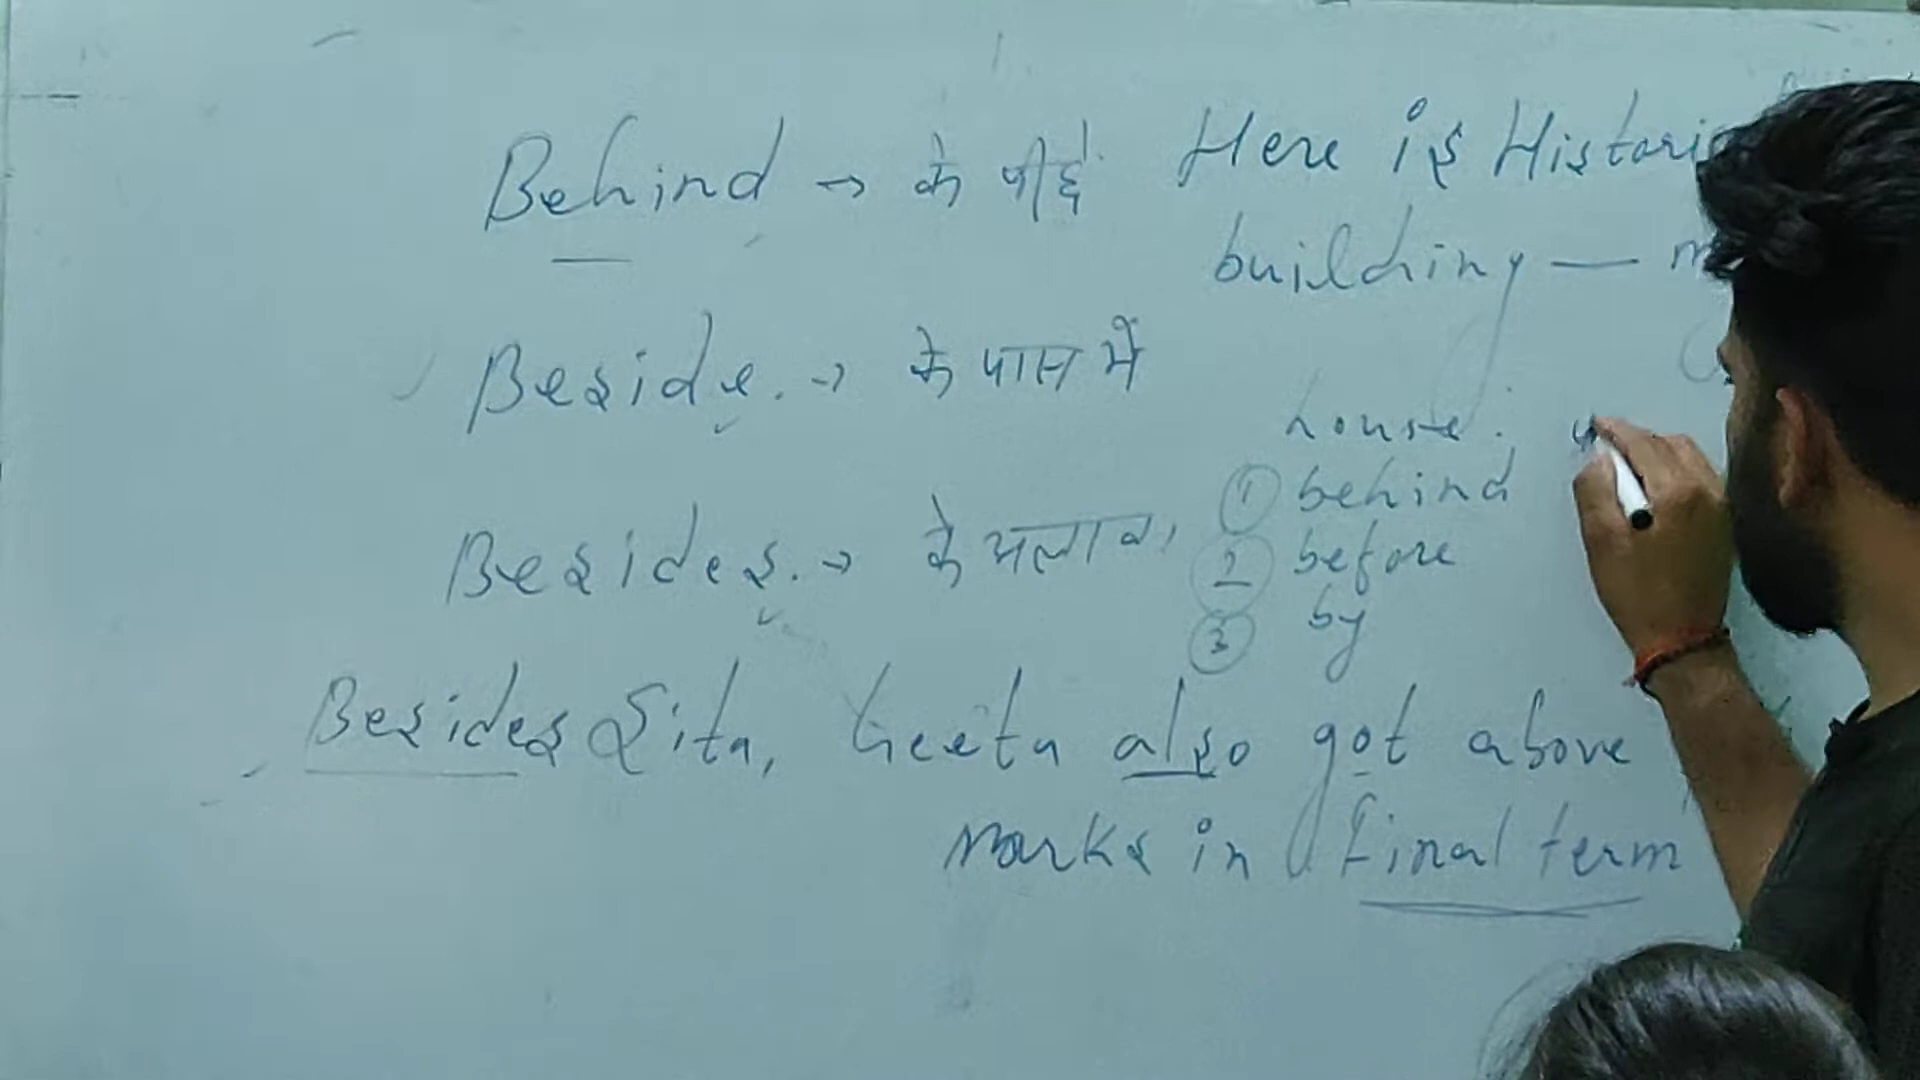 Behind → के पीछे
Here is Histori
building — m
Beside. → के पास में
house.
① behind
Besides. → के अलावा
② before
③ by
Besides Sita, Geeta also got above
marks in final term